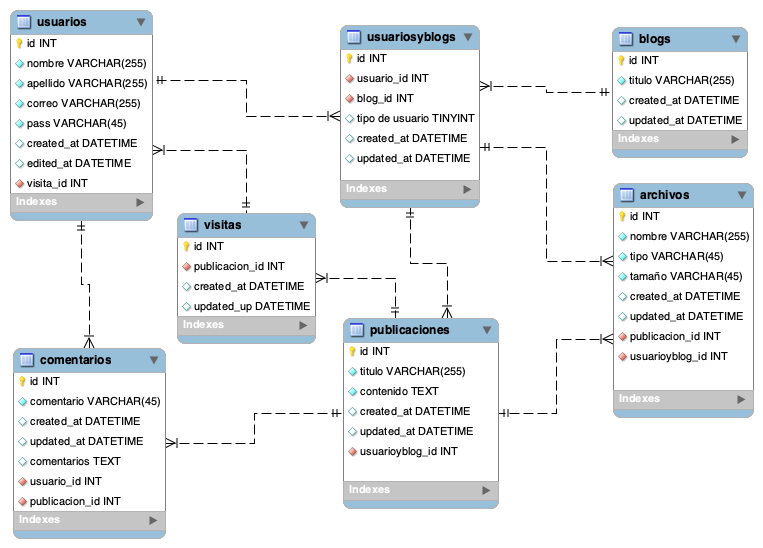 usuarios
id INT
nombre VARCHAR(255)
apellido VARCHAR(255)
correo VARCHAR(255)
pass VARCHAR(45)
created_at DATETIME
edited_at DATETIME
visita_id INT
Indexes
usuariosyblogs
id INT
usuario_id INT
blog_id INT
tipo de usuario TINYINT
created_at DATETIME
updated_at DATETIME
Indexes
blogs
id INT
titulo VARCHAR(255)
created_at DATETIME
updated_at DATETIME
Indexes
visitas
id INT
publicacion_id INT
created_at DATETIME
updated_up DATETIME
Indexes
archivos
id INT
nombre VARCHAR(255)
tipo VARCHAR(45)
tamaño VARCHAR(45)
created_at DATETIME
updated_at DATETIME
publicacion_id INT
usuarioyblog_id INT
Indexes
comentarios
id INT
comentario VARCHAR(45)
created_at DATETIME
updated_at DATETIME
comentarios TEXT
usuario_id INT
publicacion_id INT
Indexes
publicaciones
id INT
titulo VARCHAR(255)
contenido TEXT
created_at DATETIME
updated_at DATETIME
usuarioyblog_id INT
Indexes